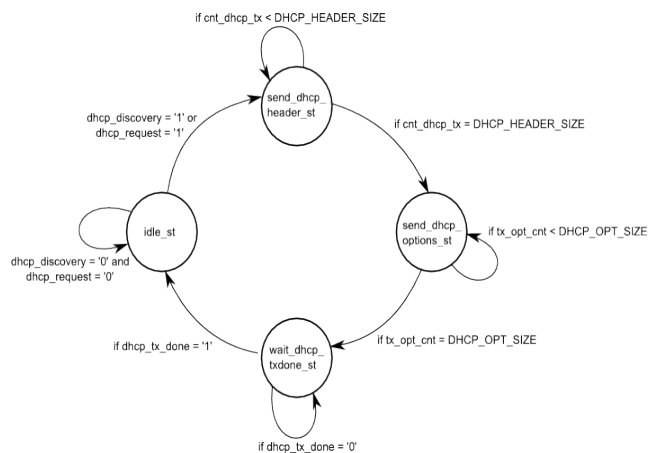 if cnt_dhcp_tx < DHCP_HEADER_SIZE
send_dhcp_
header_st
dhcp_discovery = '1' or
dhcp_request = '1'
if cnt_dhcp_tx = DHCP_HEADER_SIZE
idle_st
send_dhcp_
options_st
if tx_opt_cnt < DHCP_OPT_SIZE
dhcp_discovery = '0' and
dhcp_request = '0'
if dhcp_tx_done = '1'
wait_dhcp_
txdone_st
if tx_opt_cnt = DHCP_OPT_SIZE
if dhcp_tx_done = '0'